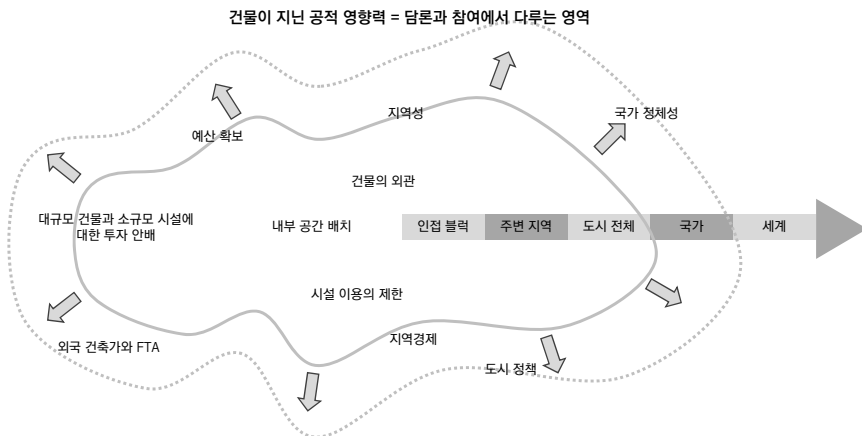 건물이 지닌 공적 영향력 = 담론과 참여에서 다루는 영역
지역성
국가 정체성
예산 확보
건물의 외관
대규모 건물과 소규모 시설에
대한 투자 안배
내부 공간 배치
인접 블럭
주변 지역
도시 전체
국가
세계
시설 이용의 제한
외국 건축가와 FTA
지역경제
도시 정책